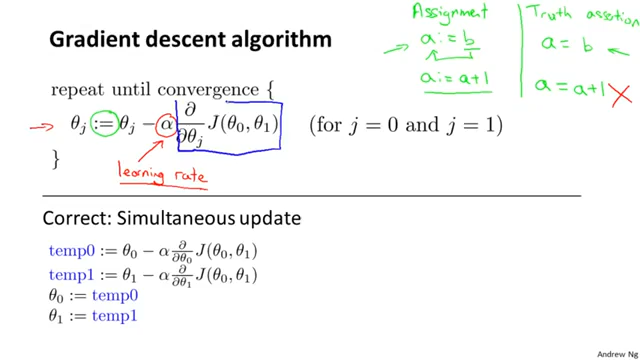 Gradient descent algorithm
Assignment
a := b
a := a+1
Truth assertion
a = b
a = a+1
repeat until convergence {
θⱼ := θⱼ − α ∂/∂θⱼ J(θ₀, θ₁) (for j = 0 and j = 1)
}
learning rate
Correct: Simultaneous update
temp0 := θ₀ − α ∂/∂θ₀ J(θ₀, θ₁)
temp1 := θ₁ − α ∂/∂θ₁ J(θ₀, θ₁)
θ₀ := temp0
θ₁ := temp1
Andrew Ng